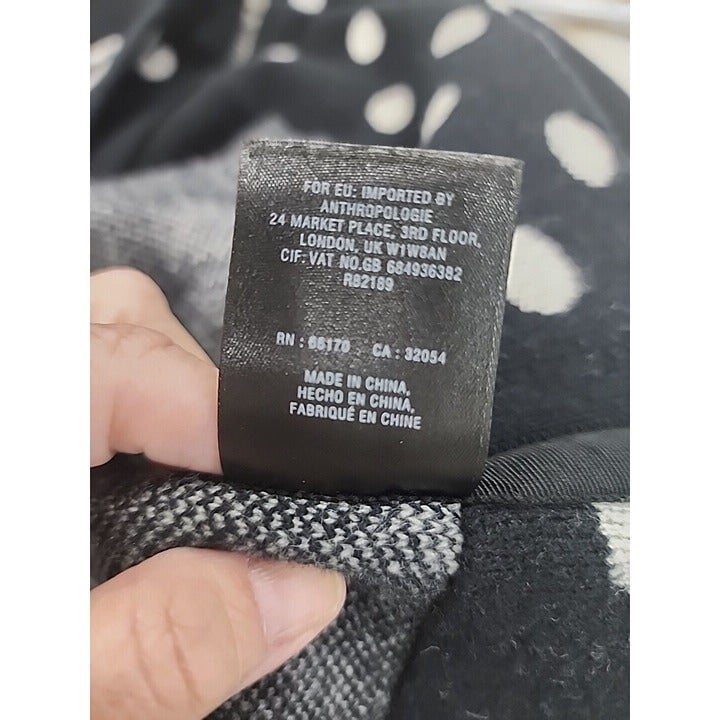 FOR EU: IMPORTED BY
ANTHROPOLOGIE
24 MARKET PLACE, 3RD FLOOR,
LONDON, UK W1W8AN
CIF: VAT NO.GB 684936382
R82189
RN : 66170 CA : 32054
MADE IN CHINA,
HECHO EN CHINA,
FABRIQUÉ EN CHINE